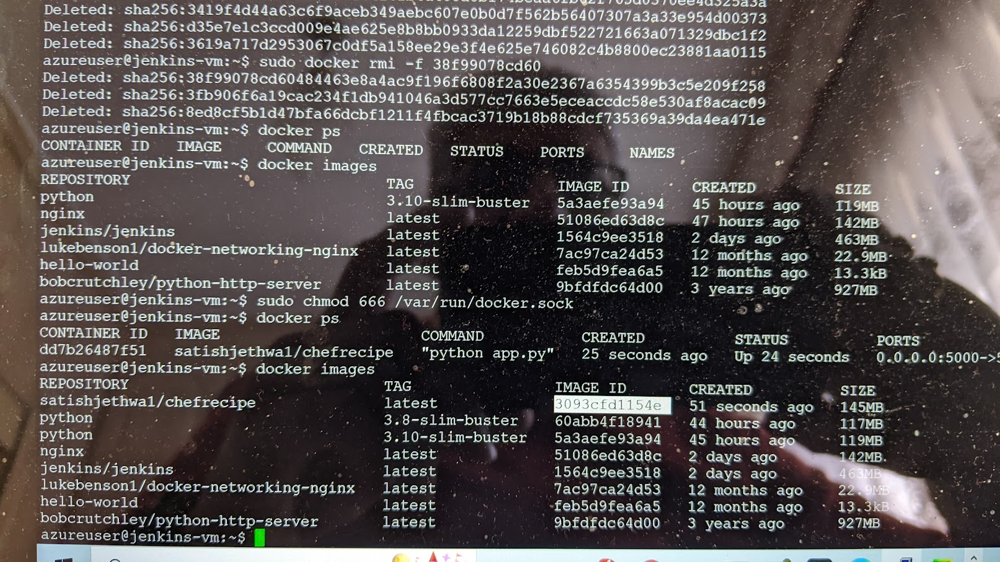 Deleted: sha256:3419f4d44a63c6f9aceb349aebc607e0b0d7f562b56407307a3a33e954d00373
Deleted: sha256:d35e7e1c3ccd009e4ae625e8b8bb0933da12259dbf522721663a071329dbc1f2
Deleted: sha256:3619a717d2953067c0df5a158ee29e3f4e625e746082c4b8800ec23881aa0115
azureuser@jenkins-vm:~$ sudo docker rmi -f 38f99078cd60
Deleted: sha256:38f99078cd60484463e8a4ac9f196f6808f2a30e2367a6354399b3c5e209f258
Deleted: sha256:3fb906f6a19cac234f1db941046a3d577cc7663e5eceaccdc58e530af8acac09
Deleted: sha256:8ed8cf5b1d47bfa66dcbf1211f4fbcac3719b18b88cdcf735369a39da4ea471e
azureuser@jenkins-vm:~$ docker ps
CONTAINER ID IMAGE COMMAND CREATED STATUS PORTS NAMES
azureuser@jenkins-vm:~$ docker images
REPOSITORY TAG IMAGE ID CREATED SIZE
python 3.10-slim-buster 5a3aefe93a94 45 hours ago 119MB
nginx latest 51086ed63d8c 47 hours ago 142MB
jenkins/jenkins latest 1564c9ee3518 2 days ago 463MB
lukebenson1/docker-networking-nginx latest 7ac97ca24d53 12 months ago 22.9MB
hello-world latest feb5d9fea6a5 12 months ago 13.3kB
bobcrutchley/python-http-server latest 9bfdfdc64d00 3 years ago 927MB
azureuser@jenkins-vm:~$ sudo chmod 666 /var/run/docker.sock
azureuser@jenkins-vm:~$ docker ps
CONTAINER ID IMAGE COMMAND CREATED STATUS PORTS
dd7b26487f51 satishjethwa1/chefrecipe "python app.py" 25 seconds ago Up 24 seconds 0.0.0.0:5000->5
azureuser@jenkins-vm:~$ docker images
REPOSITORY TAG IMAGE ID CREATED SIZE
satishjethwa1/chefrecipe latest 3093cfd1154e 51 seconds ago 145MB
python 3.8-slim-buster 60abb4f18941 44 hours ago 117MB
python 3.10-slim-buster 5a3aefe93a94 45 hours ago 119MB
nginx latest 51086ed63d8c 2 days ago 142MB
jenkins/jenkins latest 1564c9ee3518 2 days ago 463MB
lukebenson1/docker-networking-nginx latest 7ac97ca24d53 12 months ago 22.9MB
hello-world latest feb5d9fea6a5 12 months ago 13.3kB
bobcrutchley/python-http-server latest 9bfdfdc64d00 3 years ago 927MB
azureuser@jenkins-vm:~$